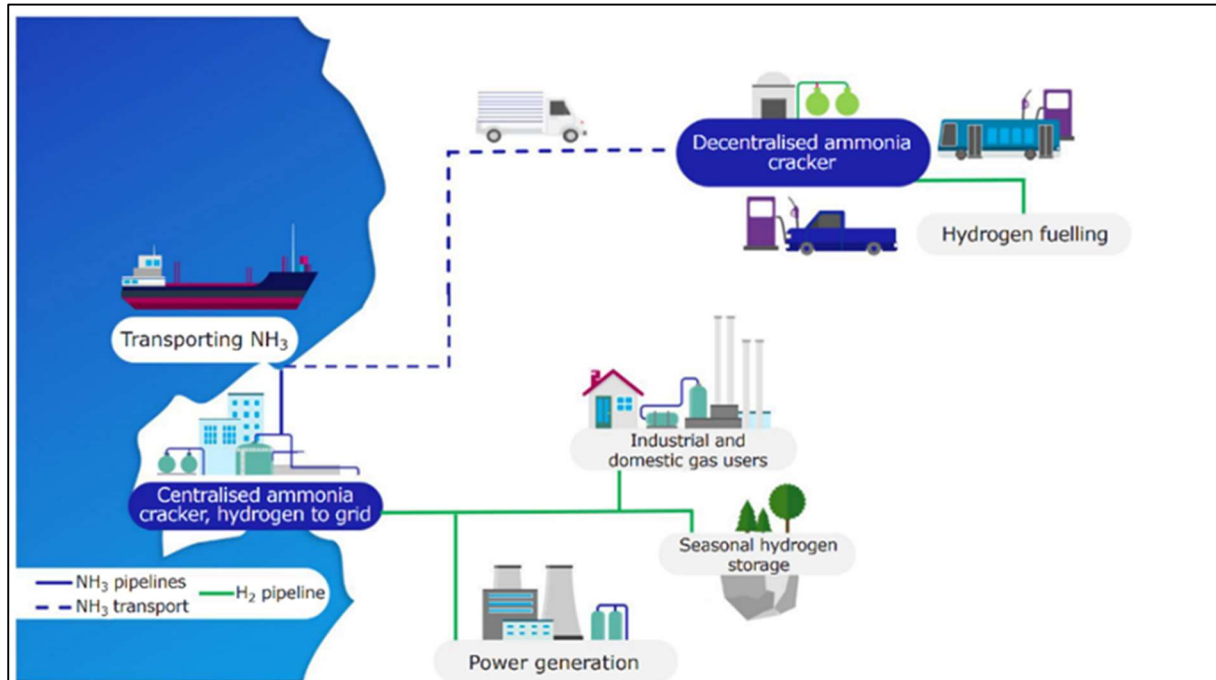 Decentralised ammonia
cracker
Hydrogen fuelling
Transporting NH₃
Industrial and
domestic gas users
Centralised ammonia
cracker, hydrogen to grid
Seasonal hydrogen
storage
NH₃ pipelines
H₂ pipeline
NH₃ transport
Power generation